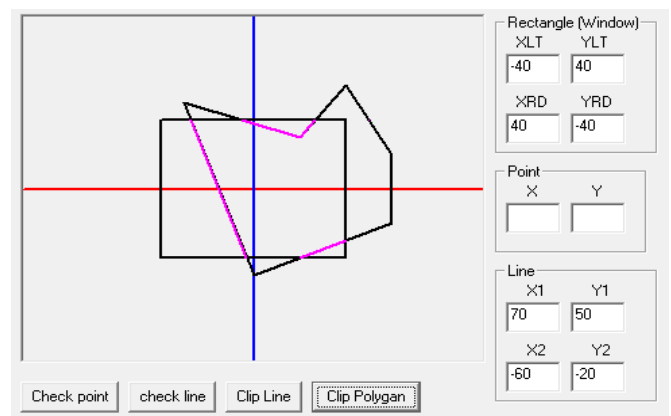 Rectangle (Window)
XLT YLT
-40 40
XRD YRD
40 -40
Point
X Y
Line
X1 Y1
70 50
X2 Y2
-60 -20
Check point check line Clip Line Clip Polygan